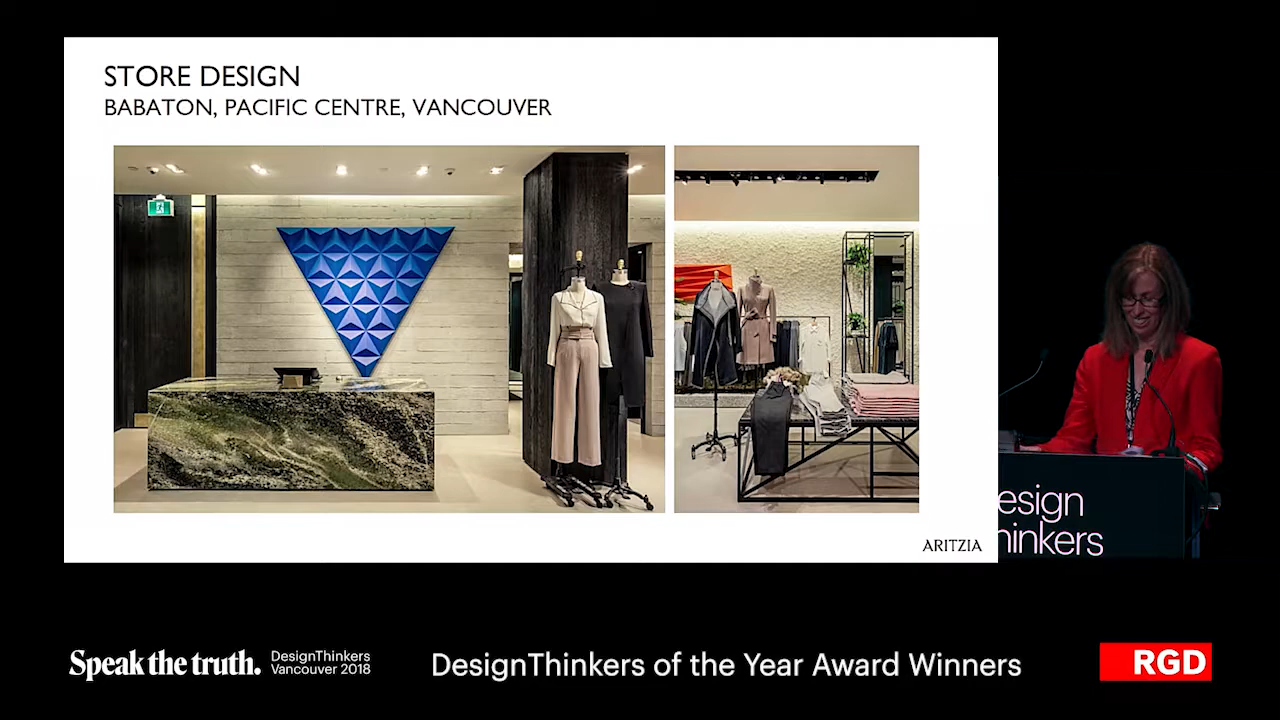 STORE DESIGN
BABATON, PACIFIC CENTRE, VANCOUVER
ARITZIA
esign
hinkers
Speak the truth.
DesignThinkers
Vancouver 2018
DesignThinkers of the Year Award Winners
RGD